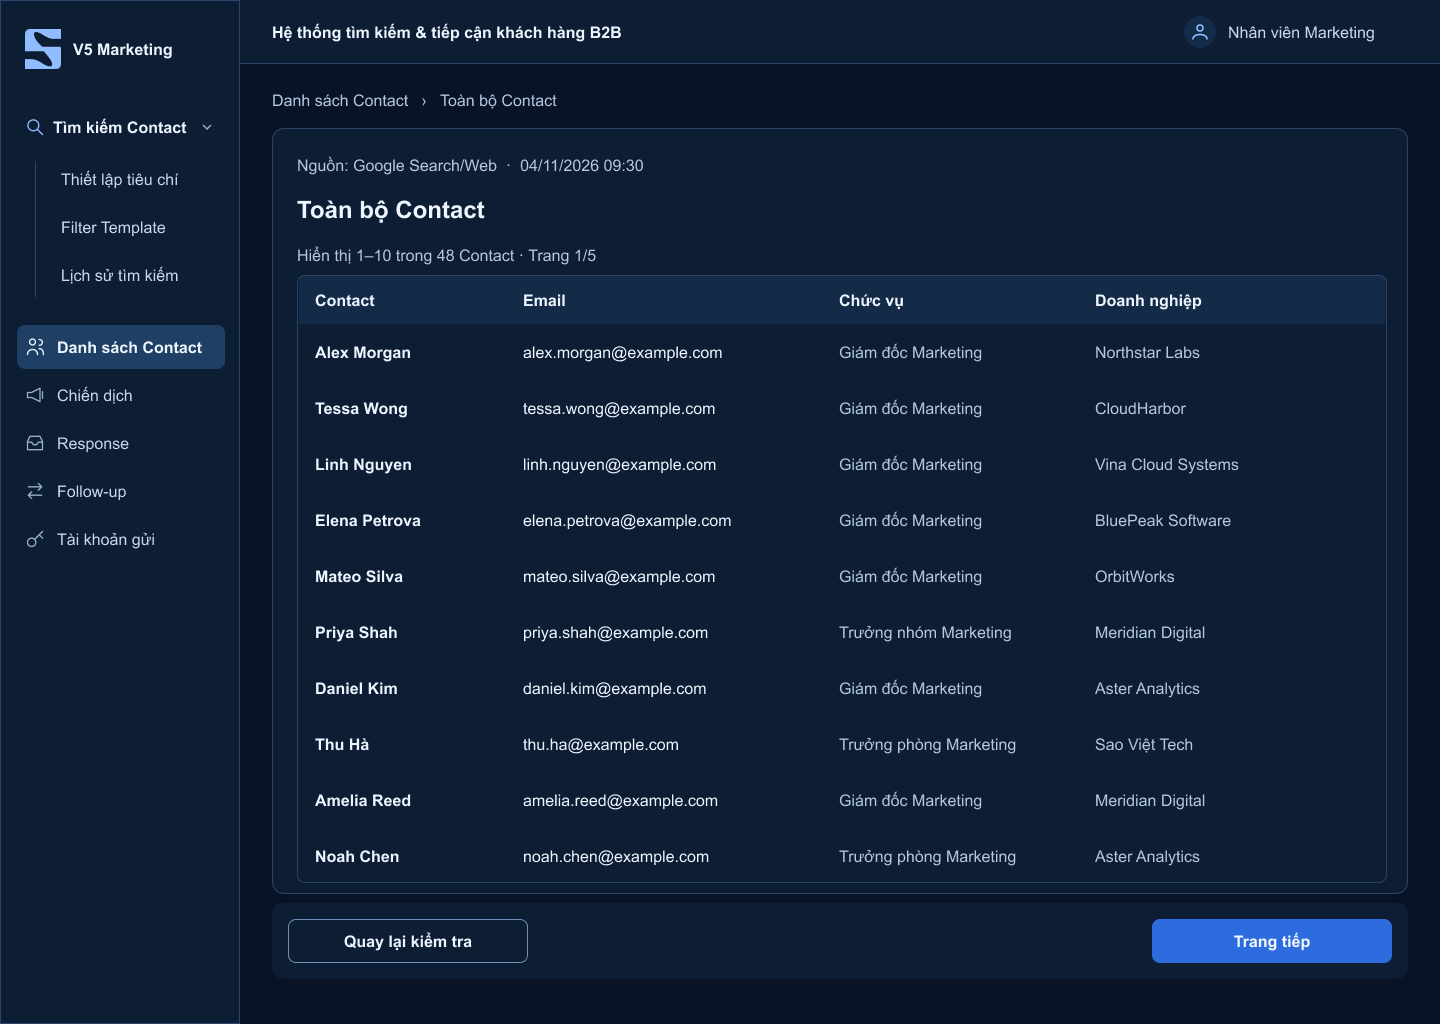 V5 Marketing
Tìm kiếm Contact
Thiết lập tiêu chí
Filter Template
Lịch sử tìm kiếm
Danh sách Contact
Chiến dịch
Response
Follow-up
Tài khoản gửi
Hệ thống tìm kiếm & tiếp cận khách hàng B2B
Nhân viên Marketing
Danh sách Contact › Toàn bộ Contact
Nguồn: Google Search/Web · 04/11/2026 09:30
Toàn bộ Contact
Hiển thị 1–10 trong 48 Contact · Trang 1/5
Contact Email Chức vụ Doanh nghiệp
Alex Morgan alex.morgan@example.com Giám đốc Marketing Northstar Labs
Tessa Wong tessa.wong@example.com Giám đốc Marketing CloudHarbor
Linh Nguyen linh.nguyen@example.com Giám đốc Marketing Vina Cloud Systems
Elena Petrova elena.petrova@example.com Giám đốc Marketing BluePeak Software
Mateo Silva mateo.silva@example.com Giám đốc Marketing OrbitWorks
Priya Shah priya.shah@example.com Trưởng nhóm Marketing Meridian Digital
Daniel Kim daniel.kim@example.com Giám đốc Marketing Aster Analytics
Thu Hà thu.ha@example.com Trưởng phòng Marketing Sao Việt Tech
Amelia Reed amelia.reed@example.com Giám đốc Marketing Meridian Digital
Noah Chen noah.chen@example.com Trưởng phòng Marketing Aster Analytics
Quay lại kiểm tra Trang tiếp